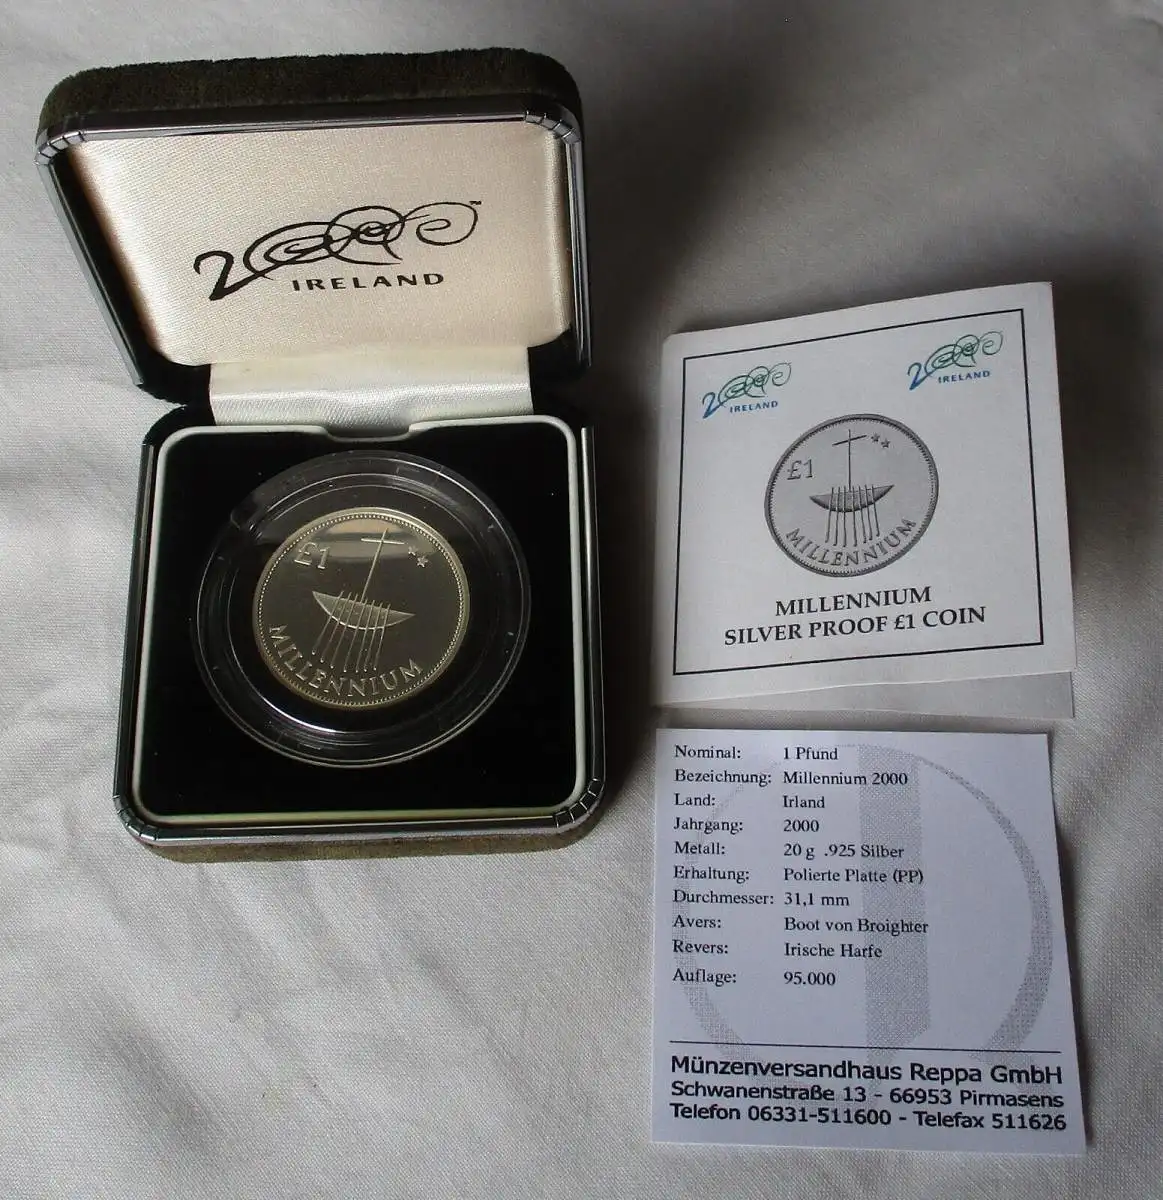 2000™
IRELAND
£1
MILLENNIUM
2000
IRELAND
2000
IRELAND
£1
MILLENNIUM
MILLENNIUM
SILVER PROOF £1 COIN
Nominal: 1 Pfund
Bezeichnung: Millennium 2000
Land: Irland
Jahrgang: 2000
Metall: 20 g .925 Silber
Erhaltung: Polierte Platte (PP)
Durchmesser: 31,1 mm
Avers: Boot von Broighter
Revers: Irische Harfe
Auflage: 95.000
Münzenversandhaus Reppa GmbH
Schwanenstraße 13 - 66953 Pirmasens
Telefon 06331-511600 - Telefax 511626